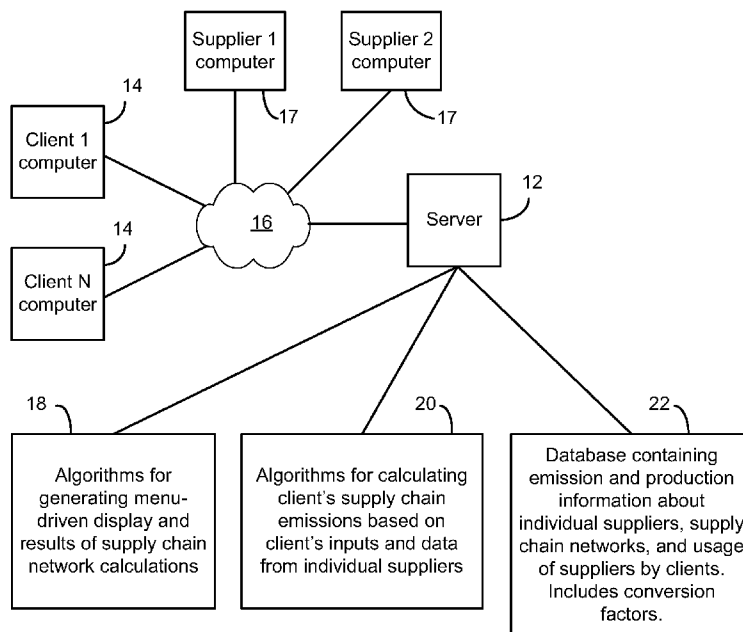 Supplier 1
computer
Supplier 2
computer
14
17
17
Client 1
computer
12
16
Server
14
Client N
computer
18
20
22
Algorithms for
generating menu-
driven display and
results of supply chain
network calculations
Algorithms for calculating
client's supply chain
emissions based on
client's inputs and data
from individual suppliers
Database containing
emission and production
information about
individual suppliers, supply
chain networks, and usage
of suppliers by clients.
Includes conversion
factors.